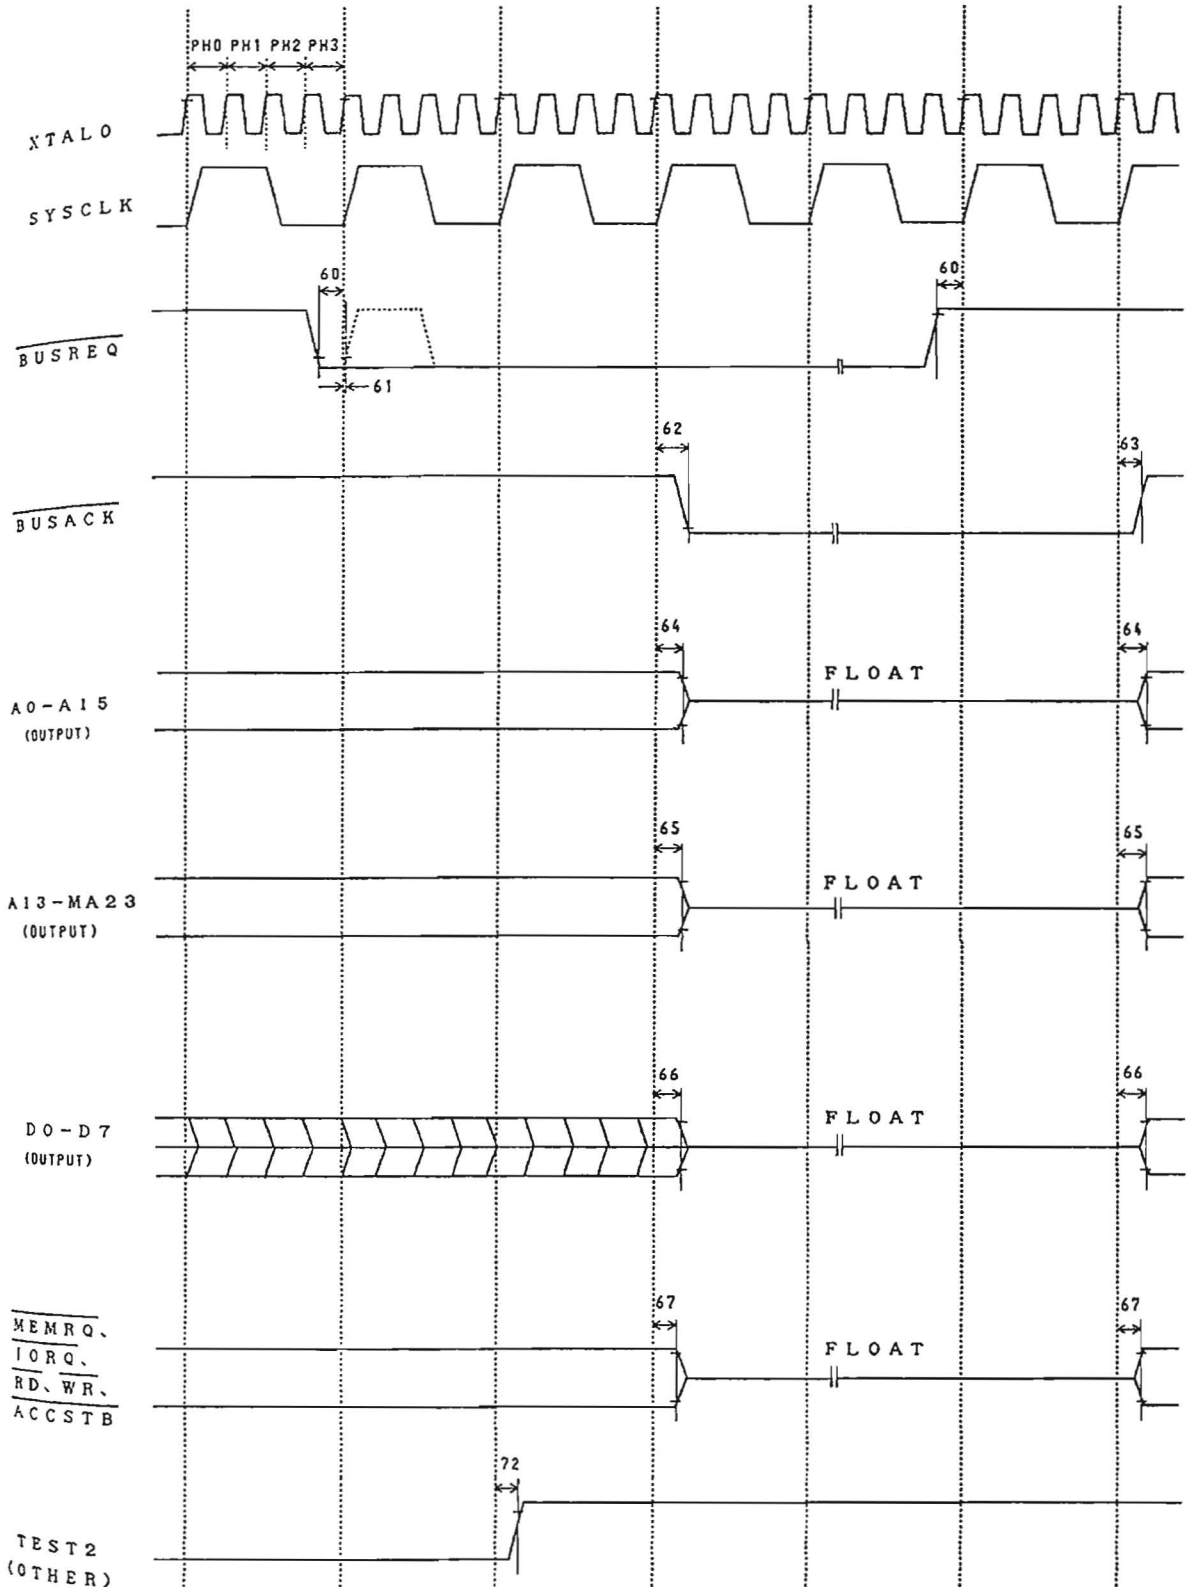 PH0 PH1 PH2 PH3
XTALO
SYSCLK
60
60
BUSREQ
61
62
63
BUSACK
64
64
FLOAT
A0-A15
(OUTPUT)
65
65
FLOAT
A13-MA23
(OUTPUT)
66
66
FLOAT
D0-D7
(OUTPUT)
67
67
MEMRQ、
IORQ、
FLOAT
RD、WR、
ACCSTB
72
TEST2
(OTHER)